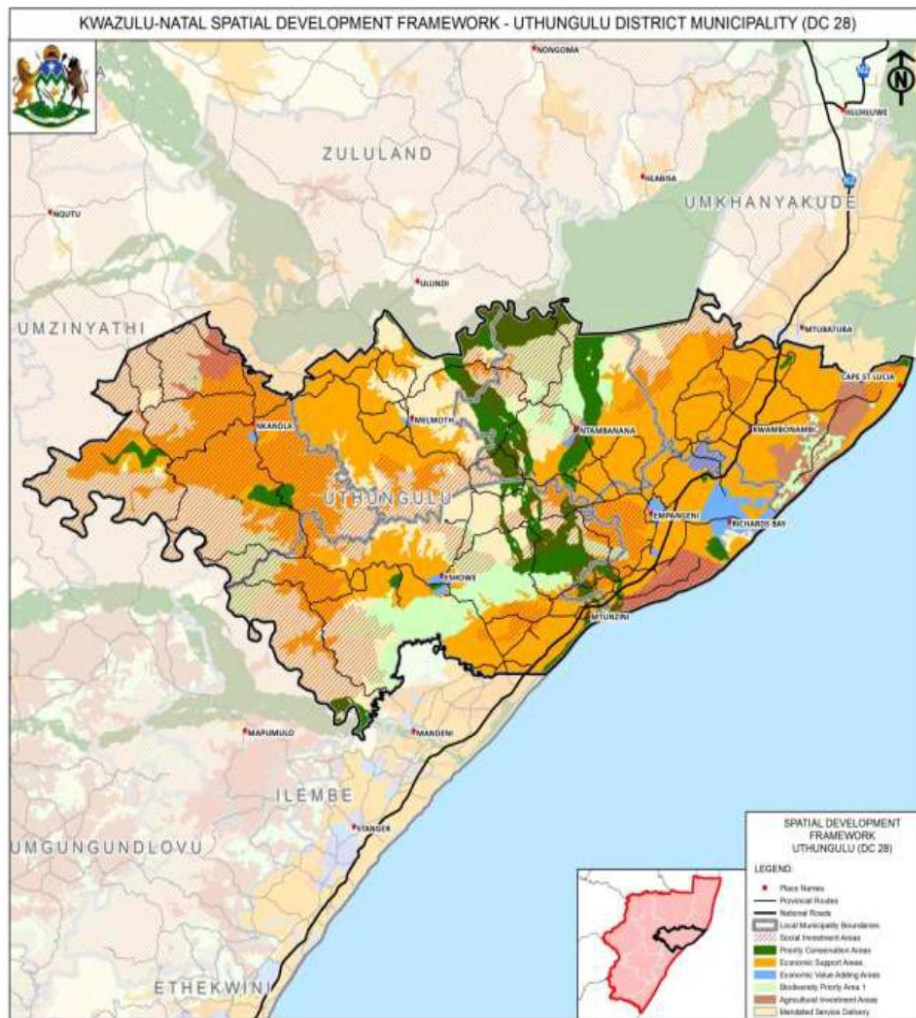 KWAZULU-NATAL SPATIAL DEVELOPMENT FRAMEWORK - UTHUNGULU DISTRICT MUNICIPALITY (DC 28)
NONGOMA
N2
N
HLUHLUWE
ZULULAND
HLABISA
N2
UMKHANYAKUDE
NQUTU
ULUNDI
UMZINYATHI
MTUBATUBA
CAPE ST LUCIA
NKANDLA
MELMOTH
NTAMBANANA
KWAMBONAMBI
UTHUNGULU
EMPANGENI
RICHARDS BAY
ESHOWE
MTUNZINI
MAPUMULO
MANDENI
ILEMBE
STANGER
UMGUNGUNDLOVU
ETHEKWINI
SPATIAL DEVELOPMENT
FRAMEWORK
UTHUNGULU (DC 28)
LEGEND:
Place Names
Provincial Routes
National Roads
Local Municipality Boundaries
Social Investment Areas
Priority Conservation Areas
Economic Support Areas
Economic Value Adding Areas
Biodiversity Priorty Area 1
Agricultural Investment Areas
Mandated Service Delivery